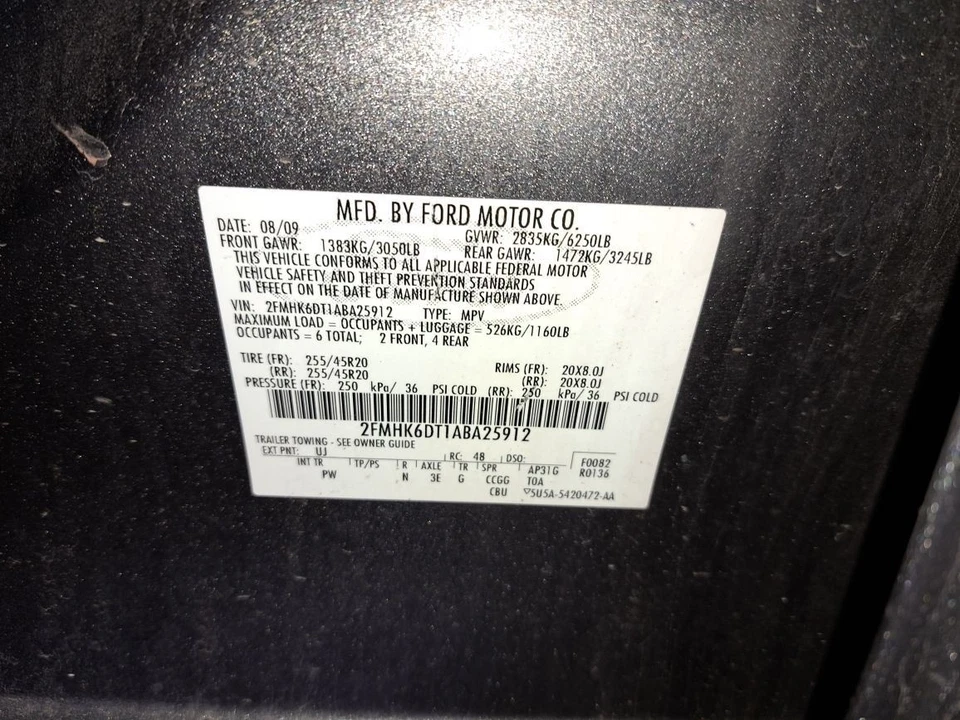 MFD. BY FORD MOTOR CO.
DATE: 08/09 GVWR: 2835KG/6250LB
FRONT GAWR: 1383KG/3050LB REAR GAWR: 1472KG/3245LB
THIS VEHICLE CONFORMS TO ALL APPLICABLE FEDERAL MOTOR
VEHICLE SAFETY AND THEFT PREVENTION STANDARDS
IN EFFECT ON THE DATE OF MANUFACTURE SHOWN ABOVE.
VIN: 2FMHK6DT1ABA25912 TYPE: MPV
MAXIMUM LOAD = OCCUPANTS + LUGGAGE = 526KG/1160LB
OCCUPANTS = 6 TOTAL; 2 FRONT, 4 REAR
TIRE (FR): 255/45R20 RIMS (FR): 20X8.0J
(RR): 255/45R20 (RR): 20X8.0J
PRESSURE (FR): 250 kPa/ 36 PSI COLD (RR): 250 kPa/ 36 PSI COLD
2FMHK6DT1ABA25912
TRAILER TOWING - SEE OWNER GUIDE
EXT PNT: UJ RC: 48 DSO: F0082
INT TR TP/PS R AXLE TR SPR AP31G R0136
PW N 3E G CCGG T0A
CBU ▽5U5A-5420472-AA